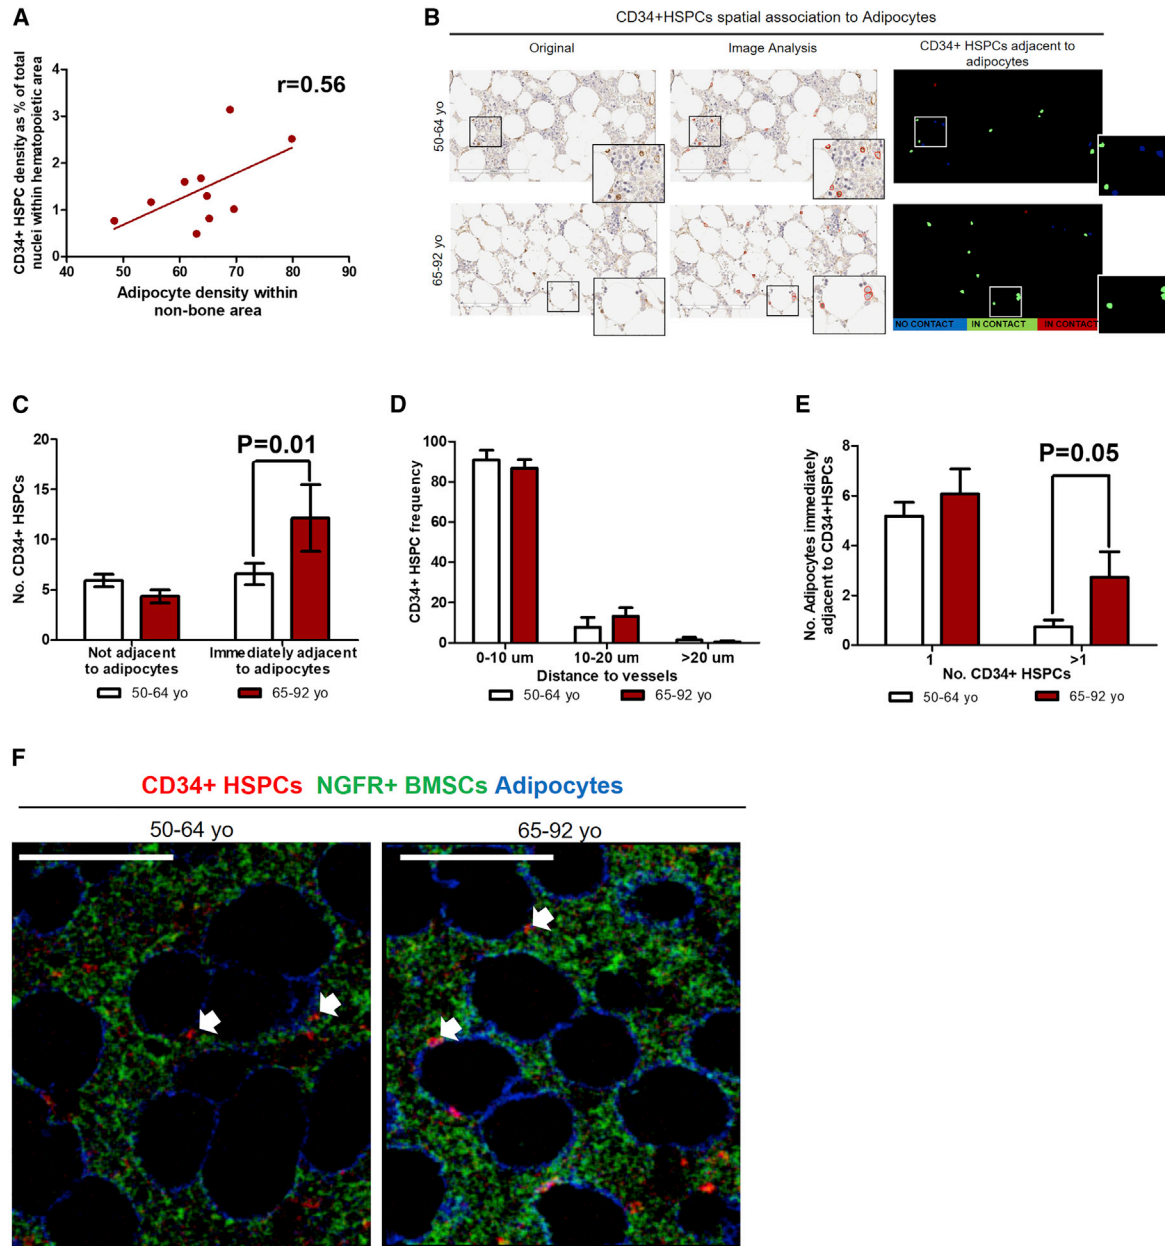 A
CD34+ HSPC density as % of total
nuclei within hematopoietic area
4
3
2
1
0
r=0.56
40 50 60 70 80 90
Adipocyte density within
non-bone area
B
CD34+HSPCs spatial association to Adipocytes
Original
Image Analysis
CD34+ HSPCs adjacent to
adipocytes
50-64 yo
65-92 yo
NO CONTACT
IN CONTACT
IN CONTACT
C
No. CD34+ HSPCs
20
15
10
5
0
P=0.01
Not adjacent
to adipocytes
Immediately adjacent
to adipocytes
50-64 yo
65-92 yo
D
CD34+ HSPC frequency
100
80
60
40
20
0
0-10 um
10-20 um
>20 um
Distance to vessels
50-64 yo
65-92 yo
E
No. Adipocytes immediately
adjacent to CD34+HSPCs
8
6
4
2
0
P=0.05
1
>1
No. CD34+ HSPCs
50-64 yo
65-92 yo
F
CD34+ HSPCs NGFR+ BMSCs Adipocytes
50-64 yo
65-92 yo